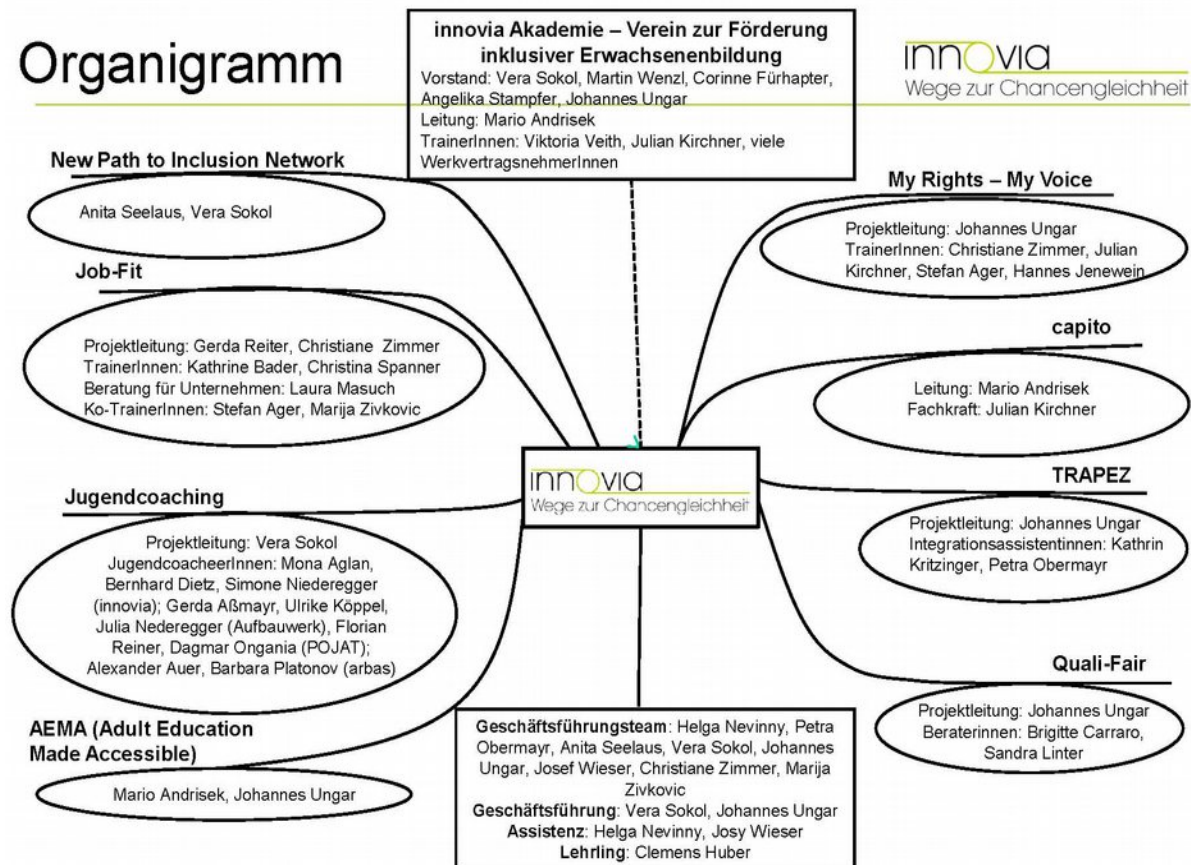 Organigramm
innovia Akademie – Verein zur Förderung
inklusiver Erwachsenenbildung
Vorstand: Vera Sokol, Martin Wenzl, Corinne Fürhapter,
Angelika Stampfer, Johannes Ungar
Leitung: Mario Andrisek
TrainerInnen: Viktoria Veith, Julian Kirchner, viele
WerkvertragsnehmerInnen
innovia
Wege zur Chancengleichheit
New Path to Inclusion Network
Anita Seelaus, Vera Sokol
Job-Fit
Projektleitung: Gerda Reiter, Christiane Zimmer
TrainerInnen: Kathrine Bader, Christina Spanner
Beratung für Unternehmen: Laura Masuch
Ko-TrainerInnen: Stefan Ager, Marija Zivkovic
Jugendcoaching
Projektleitung: Vera Sokol
JugendcoacheerInnen: Mona Aglan,
Bernhard Dietz, Simone Niederegger
(innovia); Gerda Aßmayr, Ulrike Köppel,
Julia Nederegger (Aufbauwerk), Florian
Reiner, Dagmar Ongania (POJAT);
Alexander Auer, Barbara Platonov (arbas)
AEMA (Adult Education
Made Accessible)
Mario Andrisek, Johannes Ungar
innovia
Wege zur Chancengleichheit
Geschäftsführungsteam: Helga Nevinny, Petra
Obermayr, Anita Seelaus, Vera Sokol, Johannes
Ungar, Josef Wieser, Christiane Zimmer, Marija
Zivkovic
Geschäftsführung: Vera Sokol, Johannes Ungar
Assistenz: Helga Nevinny, Josy Wieser
Lehrling: Clemens Huber
My Rights – My Voice
Projektleitung: Johannes Ungar
TrainerInnen: Christiane Zimmer, Julian
Kirchner, Stefan Ager, Hannes Jenewein
capito
Leitung: Mario Andrisek
Fachkraft: Julian Kirchner
TRAPEZ
Projektleitung: Johannes Ungar
Integrationsassistentinnen: Kathrin
Kritzinger, Petra Obermayr
Quali-Fair
Projektleitung: Johannes Ungar
Beraterinnen: Brigitte Carraro,
Sandra Linter